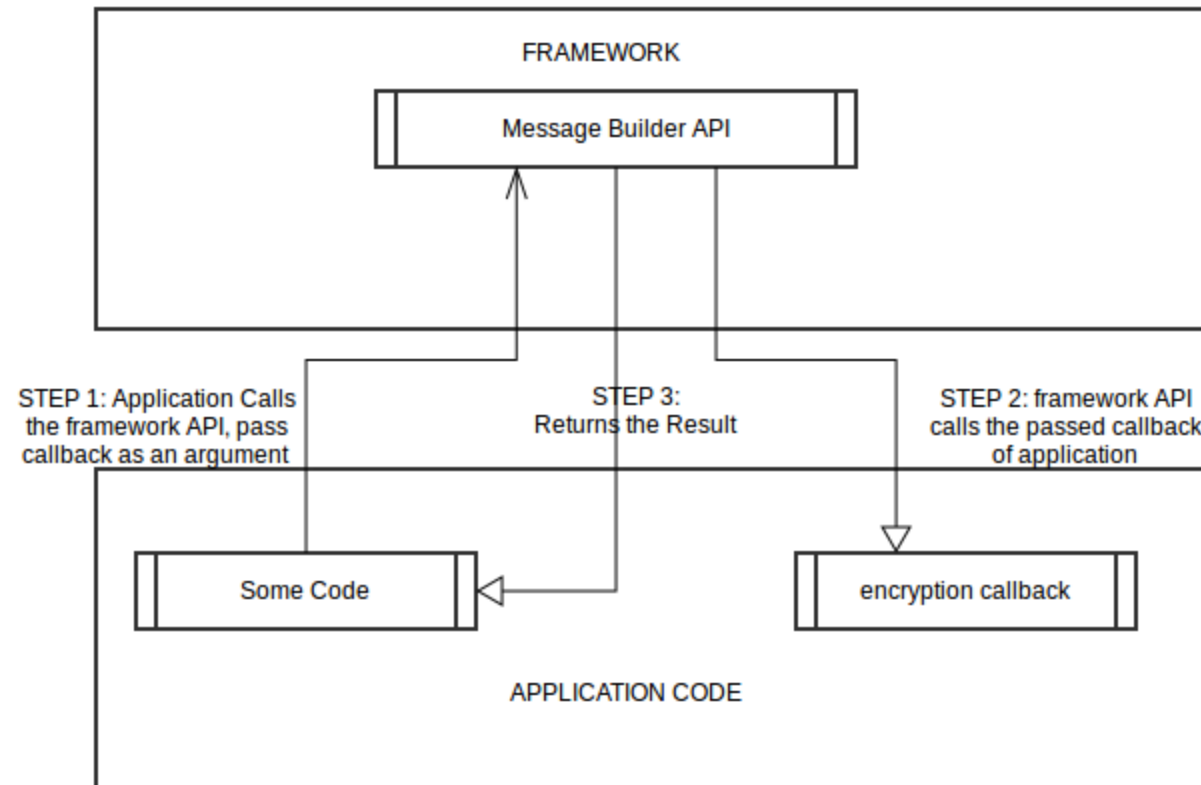 FRAMEWORK
Message Builder API
STEP 1: Application Calls
the framework API, pass
callback as an argument
STEP 3:
Returns the Result
STEP 2: framework API
calls the passed callback
of application
Some Code
encryption callback
APPLICATION CODE